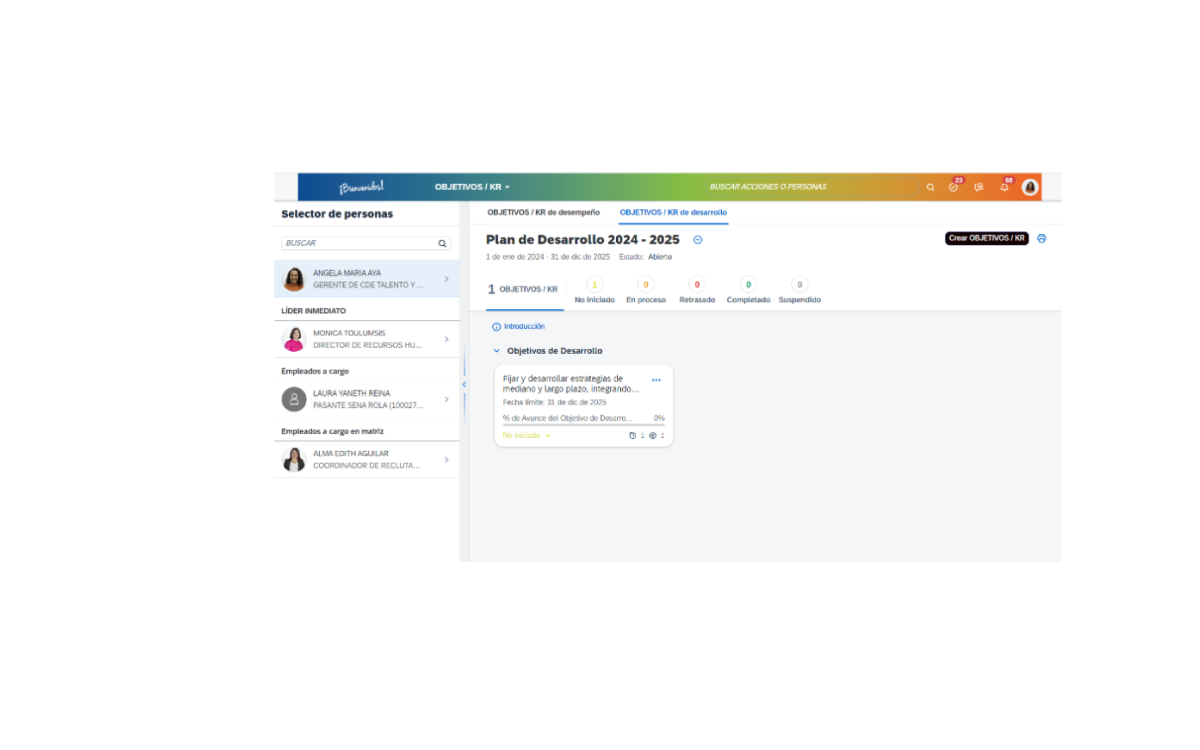 ¡Bienvenidos!
OBJETIVOS / KR
BUSCAR ACCIONES O PERSONAS
23
68
Selector de personas
BUSCAR
ANGELA MARIA AYA
GERENTE DE CDE TALENTO Y ...
LÍDER INMEDIATO
MONICA TOULUMSIS
DIRECTOR DE RECURSOS HU...
Empleados a cargo
LAURA YANETH REINA
PASANTE SENA ROLA (100027...
Empleados a cargo en matriz
ALMA EDITH AGUILAR
COORDINADOR DE RECLUTA...
OBJETIVOS / KR de desempeño
OBJETIVOS / KR de desarrollo
Plan de Desarrollo 2024 - 2025
Crear OBJETIVOS / KR
1 de ene de 2024 - 31 de dic de 2025 Estado: Abierto
1 OBJETIVOS / KR
1 No iniciado
0 En proceso
0 Retrasado
0 Completado
0 Suspendido
Introducción
Objetivos de Desarrollo
Fijar y desarrollar estrategias de
mediano y largo plazo, integrando...
Fecha límite: 31 de dic de 2025
% de Avance del Objetivo de Desarro... 0%
No iniciado 1 1